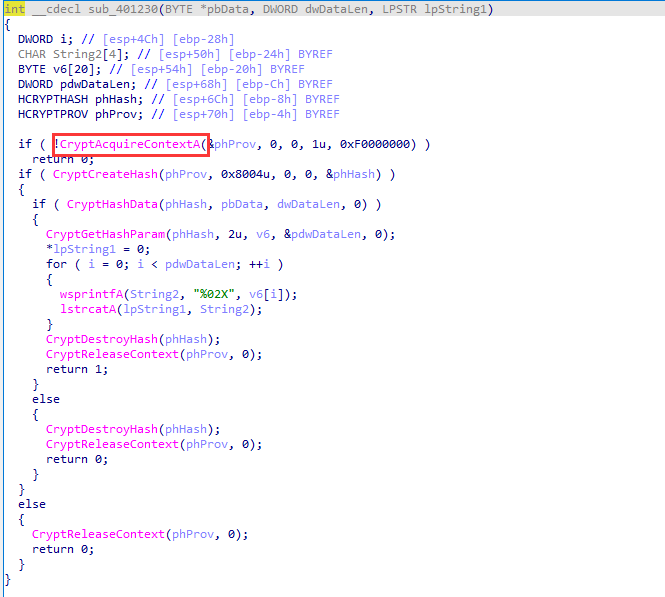 int __cdecl sub_401230(BYTE *pbData, DWORD dwDataLen, LPSTR lpString1)
{
  DWORD i; // [esp+4Ch] [ebp-28h]
  CHAR String2[4]; // [esp+50h] [ebp-24h] BYREF
  BYTE v6[20]; // [esp+54h] [ebp-20h] BYREF
  DWORD pdwDataLen; // [esp+68h] [ebp-Ch] BYREF
  HCRYPTHASH phHash; // [esp+6Ch] [ebp-8h] BYREF
  HCRYPTPROV phProv; // [esp+70h] [ebp-4h] BYREF

  if ( !CryptAcquireContextA(&phProv, 0, 0, 1u, 0xF0000000) )
    return 0;
  if ( CryptCreateHash(phProv, 0x8004u, 0, 0, &phHash) )
  {
    if ( CryptHashData(phHash, pbData, dwDataLen, 0) )
    {
      CryptGetHashParam(phHash, 2u, v6, &pdwDataLen, 0);
      *lpString1 = 0;
      for ( i = 0; i < pdwDataLen; ++i )
      {
        wsprintfA(String2, "%02X", v6[i]);
        lstrcatA(lpString1, String2);
      }
      CryptDestroyHash(phHash);
      CryptReleaseContext(phProv, 0);
      return 1;
    }
    else
    {
      CryptDestroyHash(phHash);
      CryptReleaseContext(phProv, 0);
      return 0;
    }
  }
  else
  {
    CryptReleaseContext(phProv, 0);
    return 0;
  }
}